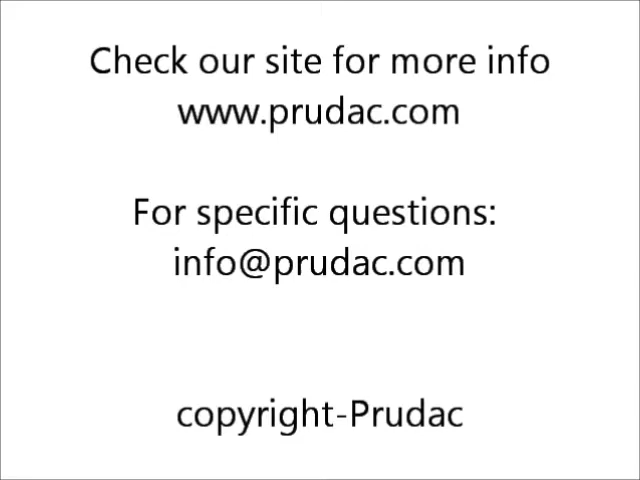 Check our site for more info
www.prudac.com
For specific questions:
info@prudac.com
copyright-Prudac